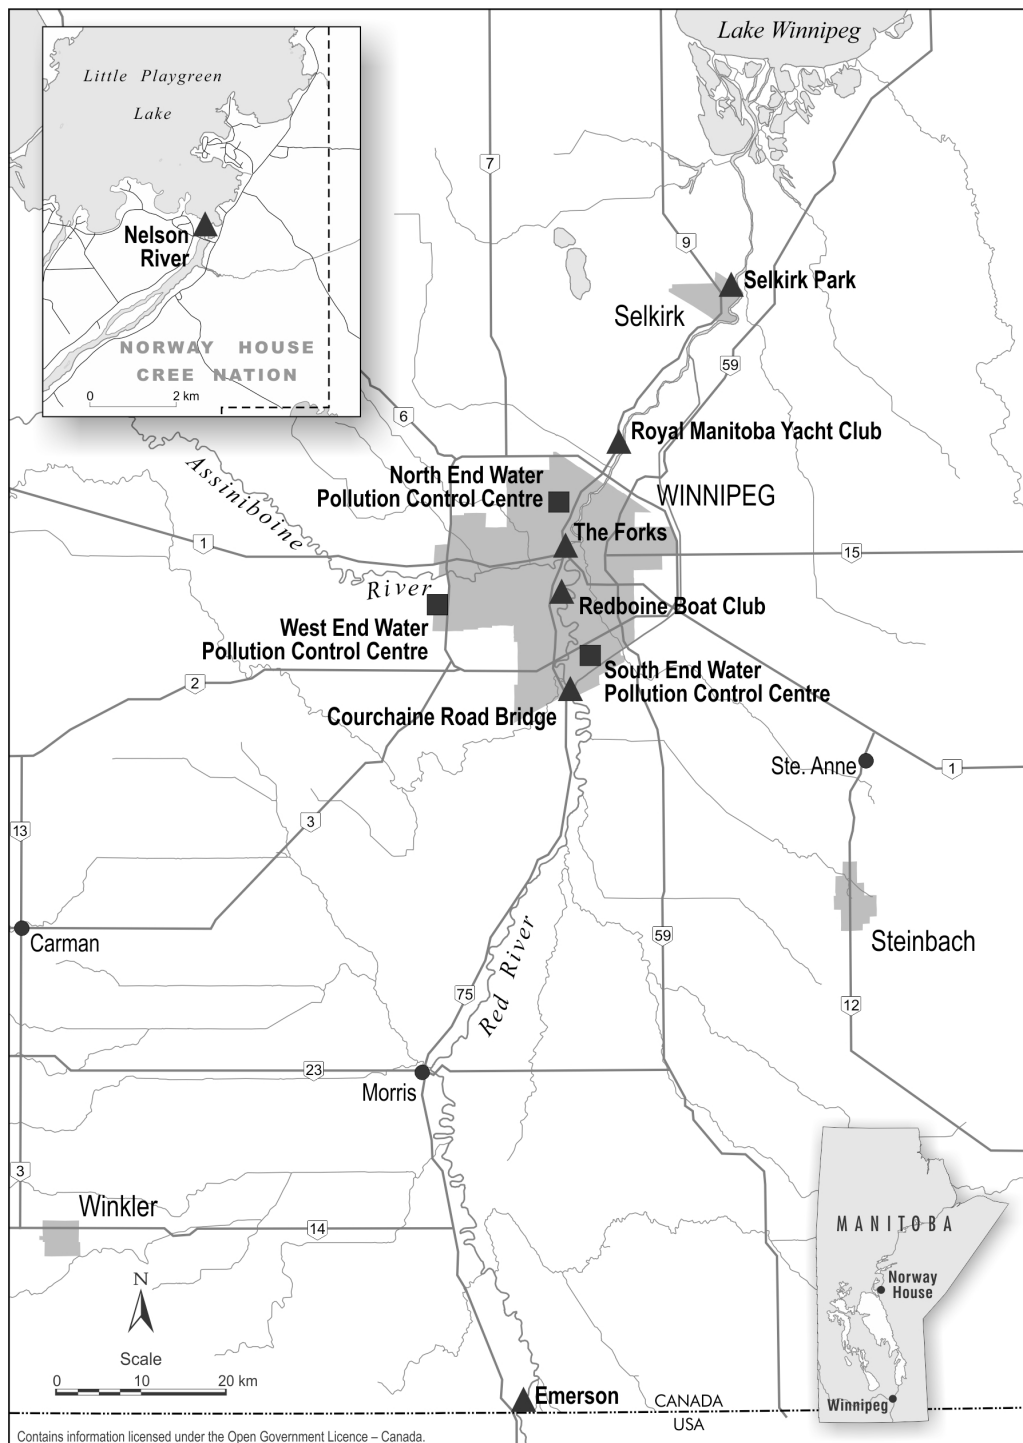 Lake Winnipeg
Little Playgreen
Lake
7
Nelson
River
9
Selkirk Park
Selkirk
NORWAY HOUSE
CREE NATION
59
0 2 km
6
Royal Manitoba Yacht Club
North End Water
Pollution Control Centre
WINNIPEG
Assiniboine
River
The Forks
1
15
Redboine Boat Club
West End Water
Pollution Control Centre
South End Water
Pollution Control Centre
2
Courchaine Road Bridge
Ste. Anne
1
3
13
Carman
Red River
59
Steinbach
75
12
23
Morris
3
Winkler
14
MANITOBA
Norway
House
Winnipeg
N
Scale
0 10 20 km
Emerson
CANADA
USA
Contains information licensed under the Open Government Licence – Canada.